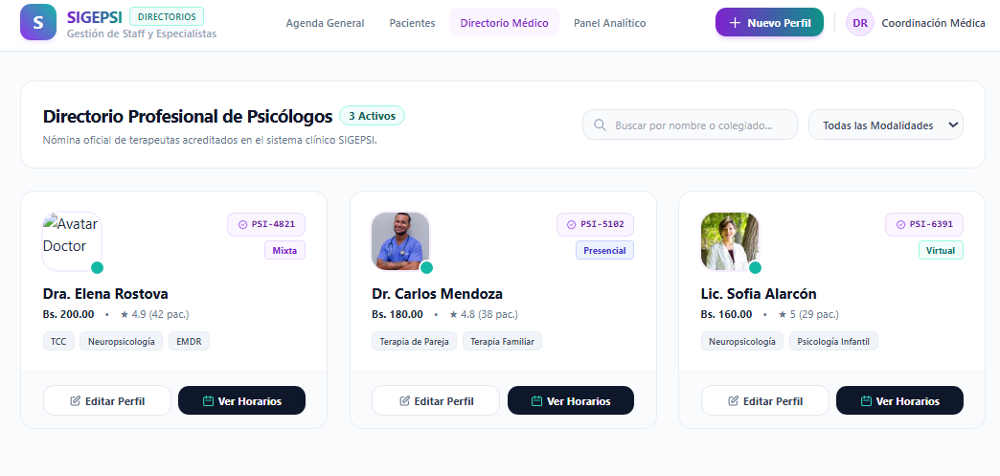 S
SIGEPSI DIRECTORIOS
Gestión de Staff y Especialistas
Agenda General
Pacientes
Directorio Médico
Panel Analítico
+ Nuevo Perfil
DR
Coordinación Médica
Directorio Profesional de Psicólogos 3 Activos
Nómina oficial de terapeutas acreditados en el sistema clínico SIGEPSI.
Buscar por nombre o colegiado...
Todas las Modalidades
Avatar
Doctor
PSI-4821
Mixta
Dra. Elena Rostova
Bs. 200.00 • ★ 4.9 (42 pac.)
TCC Neuropsicología EMDR
Editar Perfil Ver Horarios
PSI-5102
Presencial
Dr. Carlos Mendoza
Bs. 180.00 • ★ 4.8 (38 pac.)
Terapia de Pareja Terapia Familiar
Editar Perfil Ver Horarios
PSI-6391
Virtual
Lic. Sofia Alarcón
Bs. 160.00 • ★ 5 (29 pac.)
Neuropsicología Psicología Infantil
Editar Perfil Ver Horarios